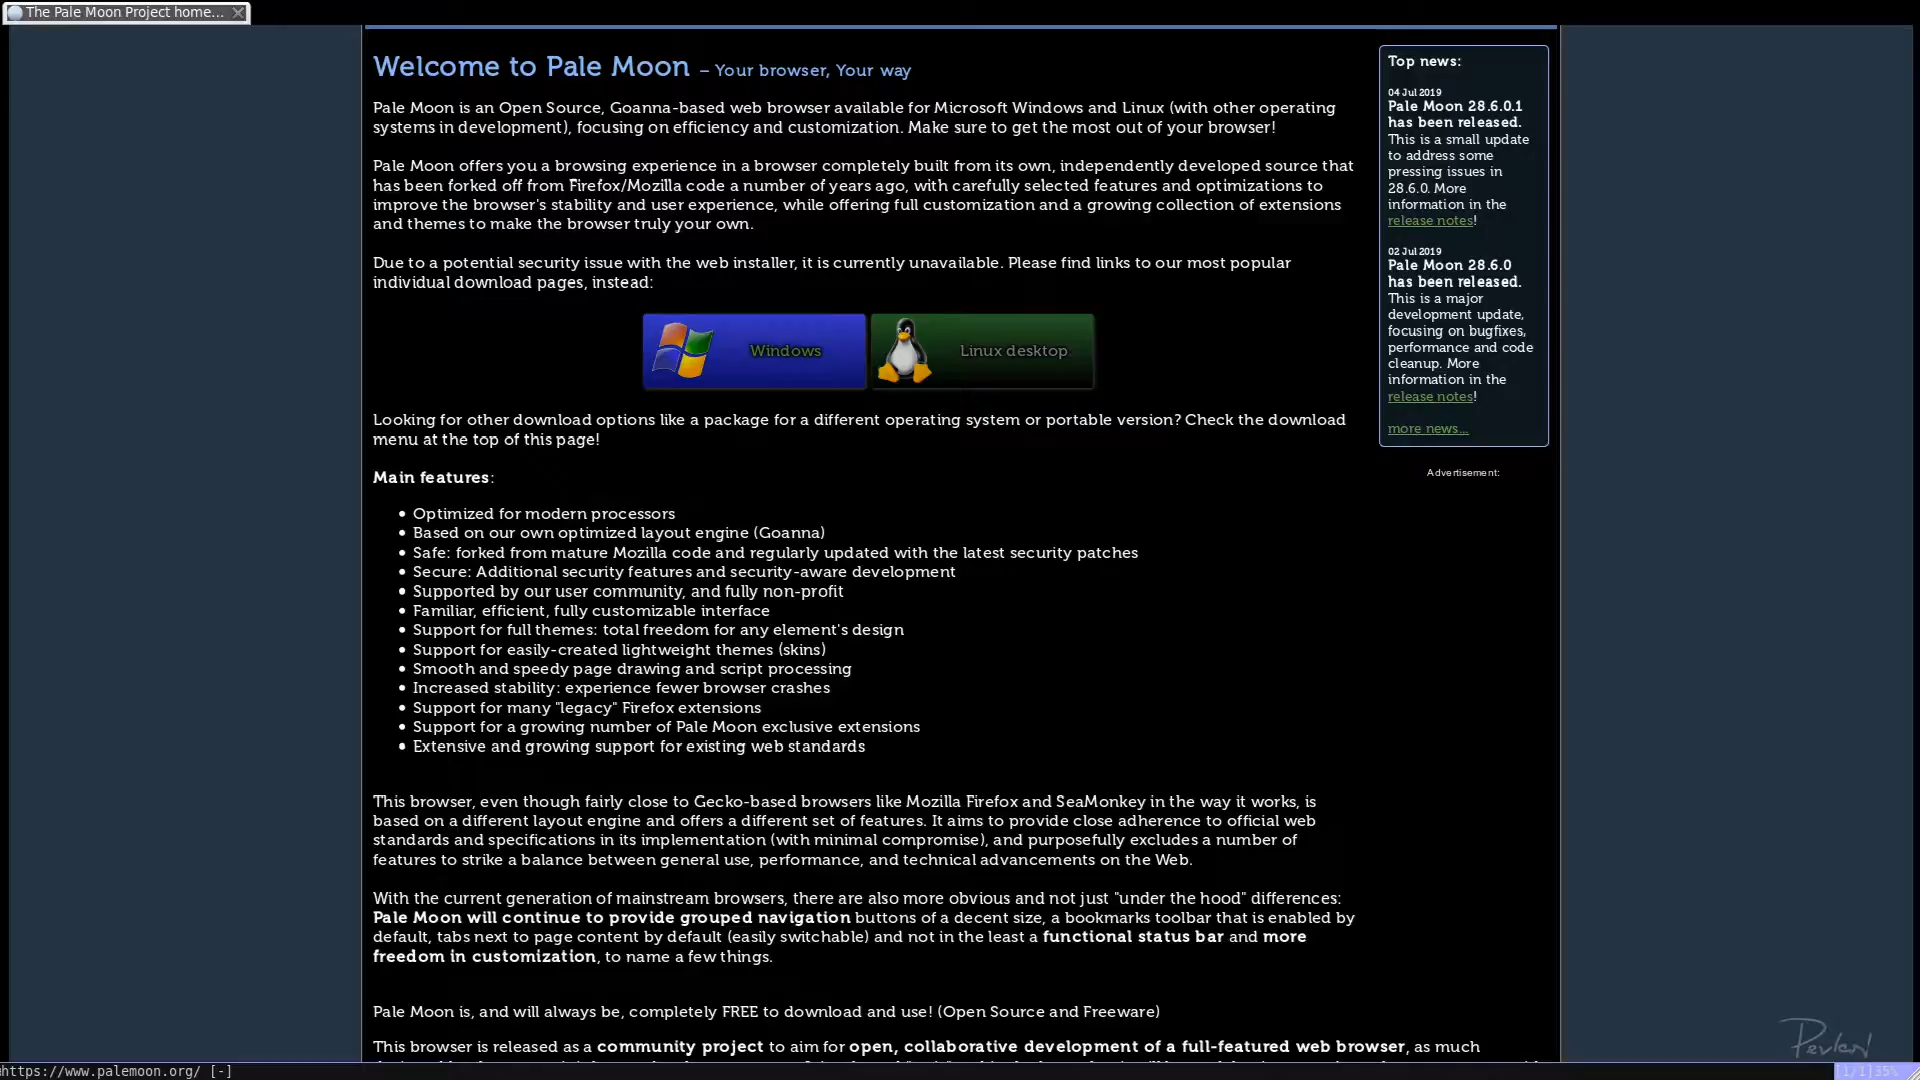 The Pale Moon Project home...
Welcome to Pale Moon – Your browser, Your way
Pale Moon is an Open Source, Goanna-based web browser available for Microsoft Windows and Linux (with other operating
systems in development), focusing on efficiency and customization. Make sure to get the most out of your browser!
Pale Moon offers you a browsing experience in a browser completely built from its own, independently developed source that
has been forked off from Firefox/Mozilla code a number of years ago, with carefully selected features and optimizations to
improve the browser's stability and user experience, while offering full customization and a growing collection of extensions
and themes to make the browser truly your own.
Due to a potential security issue with the web installer, it is currently unavailable. Please find links to our most popular
individual download pages, instead:
Windows
Linux desktop
Looking for other download options like a package for a different operating system or portable version? Check the download
menu at the top of this page!
Main features:
• Optimized for modern processors
• Based on our own optimized layout engine (Goanna)
• Safe: forked from mature Mozilla code and regularly updated with the latest security patches
• Secure: Additional security features and security-aware development
• Supported by our user community, and fully non-profit
• Familiar, efficient, fully customizable interface
• Support for full themes: total freedom for any element's design
• Support for easily-created lightweight themes (skins)
• Smooth and speedy page drawing and script processing
• Increased stability: experience fewer browser crashes
• Support for many "legacy" Firefox extensions
• Support for a growing number of Pale Moon exclusive extensions
• Extensive and growing support for existing web standards
This browser, even though fairly close to Gecko-based browsers like Mozilla Firefox and SeaMonkey in the way it works, is
based on a different layout engine and offers a different set of features. It aims to provide close adherence to official web
standards and specifications in its implementation (with minimal compromise), and purposefully excludes a number of
features to strike a balance between general use, performance, and technical advancements on the Web.
With the current generation of mainstream browsers, there are also more obvious and not just "under the hood" differences:
Pale Moon will continue to provide grouped navigation buttons of a decent size, a bookmarks toolbar that is enabled by
default, tabs next to page content by default (easily switchable) and not in the least a functional status bar and more
freedom in customization, to name a few things.
Pale Moon is, and will always be, completely FREE to download and use! (Open Source and Freeware)
This browser is released as a community project to aim for open, collaborative development of a full-featured web browser, as much
Top news:
04 Jul 2019
Pale Moon 28.6.0.1
has been released.
This is a small update
to address some
pressing issues in
28.6.0. More
information in the
release notes!
02 Jul 2019
Pale Moon 28.6.0
has been released.
This is a major
development update,
focusing on bugfixes,
performance and code
cleanup. More
information in the
release notes!
more news...
Advertisement:
https://www.palemoon.org/ [-]
[1/1]35%